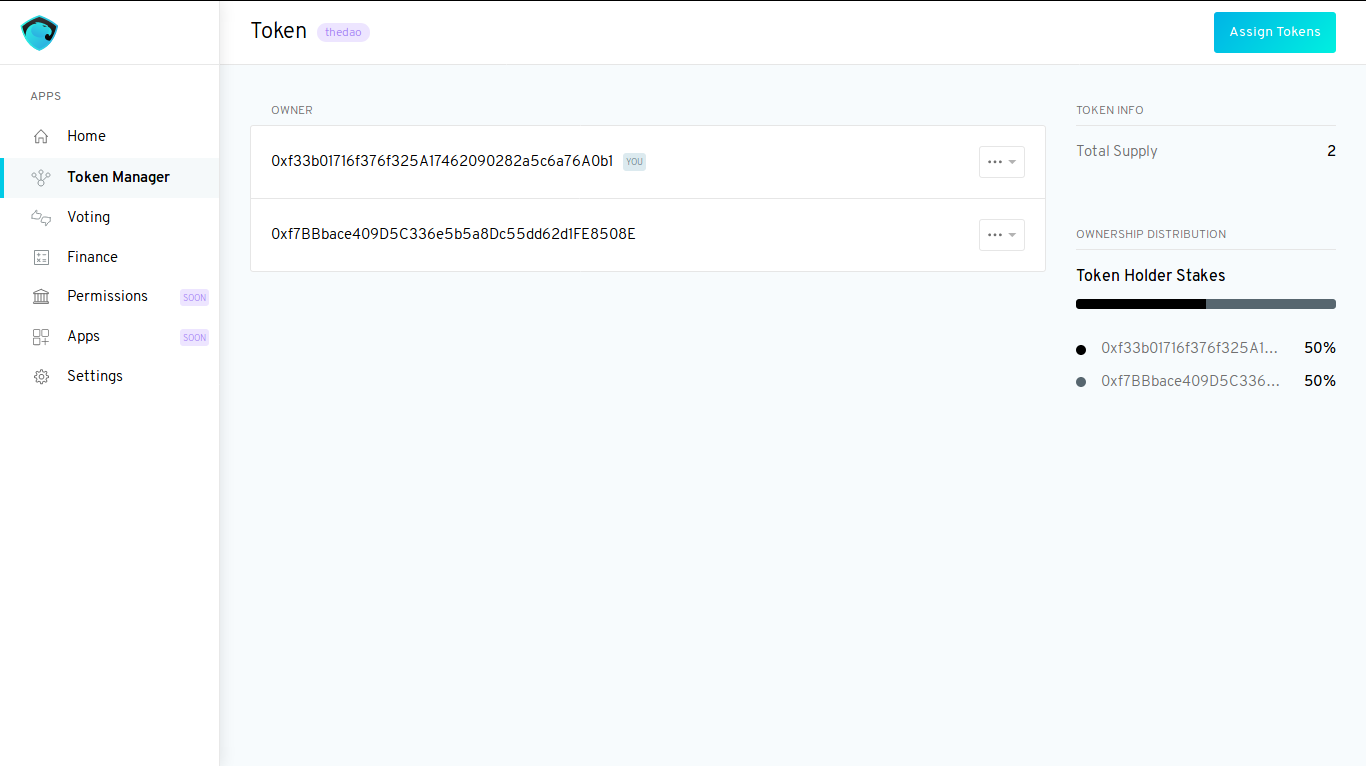 Token
thedao
Assign Tokens
APPS
Home
Token Manager
Voting
Finance
Permissions SOON
Apps SOON
Settings
OWNER
0xf33b01716f376f325A17462090282a5c6a76A0b1 YOU
0xf7BBbace409D5C336e5b5a8Dc55dd62d1FE8508E
TOKEN INFO
Total Supply 2
OWNERSHIP DISTRIBUTION
Token Holder Stakes
0xf33b01716f376f325A1... 50%
0xf7BBbace409D5C336... 50%